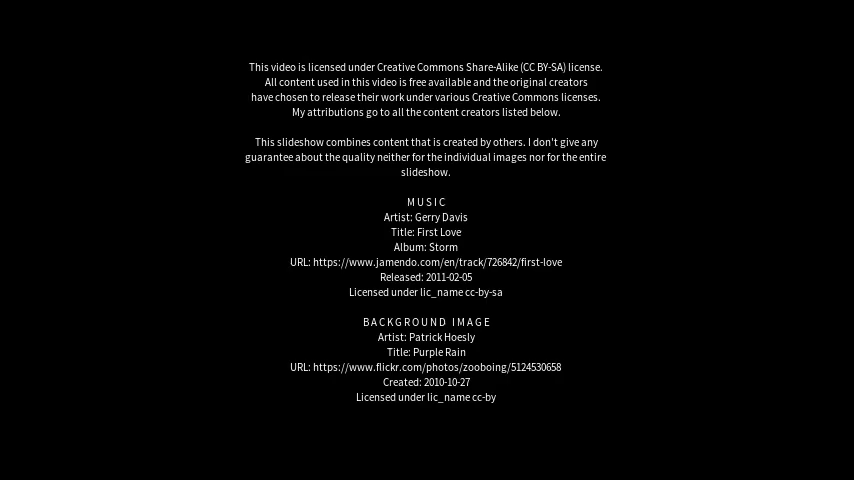 This video is licensed under Creative Commons Share-Alike (CC BY-SA) license.
All content used in this video is free available and the original creators
have chosen to release their work under various Creative Commons licenses.
My attributions go to all the content creators listed below.
This slideshow combines content that is created by others. I don't give any
guarantee about the quality neither for the individual images nor for the entire
slideshow.
MUSIC
Artist: Gerry Davis
Title: First Love
Album: Storm
URL: https://www.jamendo.com/en/track/726842/first-love
Released: 2011-02-05
Licensed under lic_name cc-by-sa
BACKGROUND IMAGE
Artist: Patrick Hoesly
Title: Purple Rain
URL: https://www.flickr.com/photos/zooboing/5124530658
Created: 2010-10-27
Licensed under lic_name cc-by